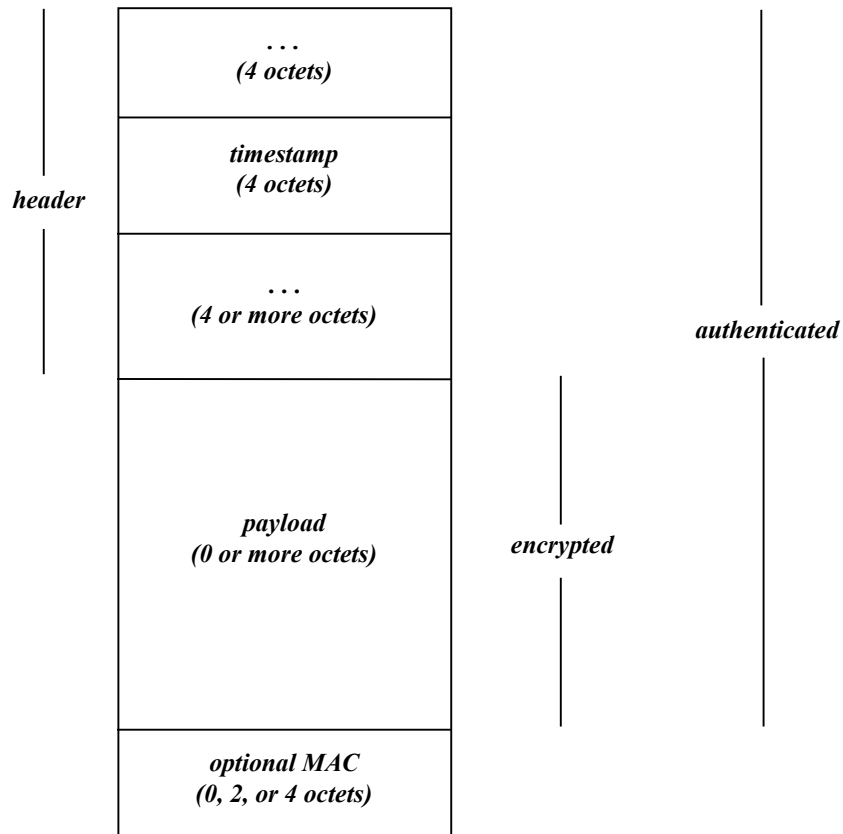 . . .
(4 octets)
timestamp
(4 octets)
header
. . .
(4 or more octets)
authenticated
payload
(0 or more octets)
encrypted
optional MAC
(0, 2, or 4 octets)